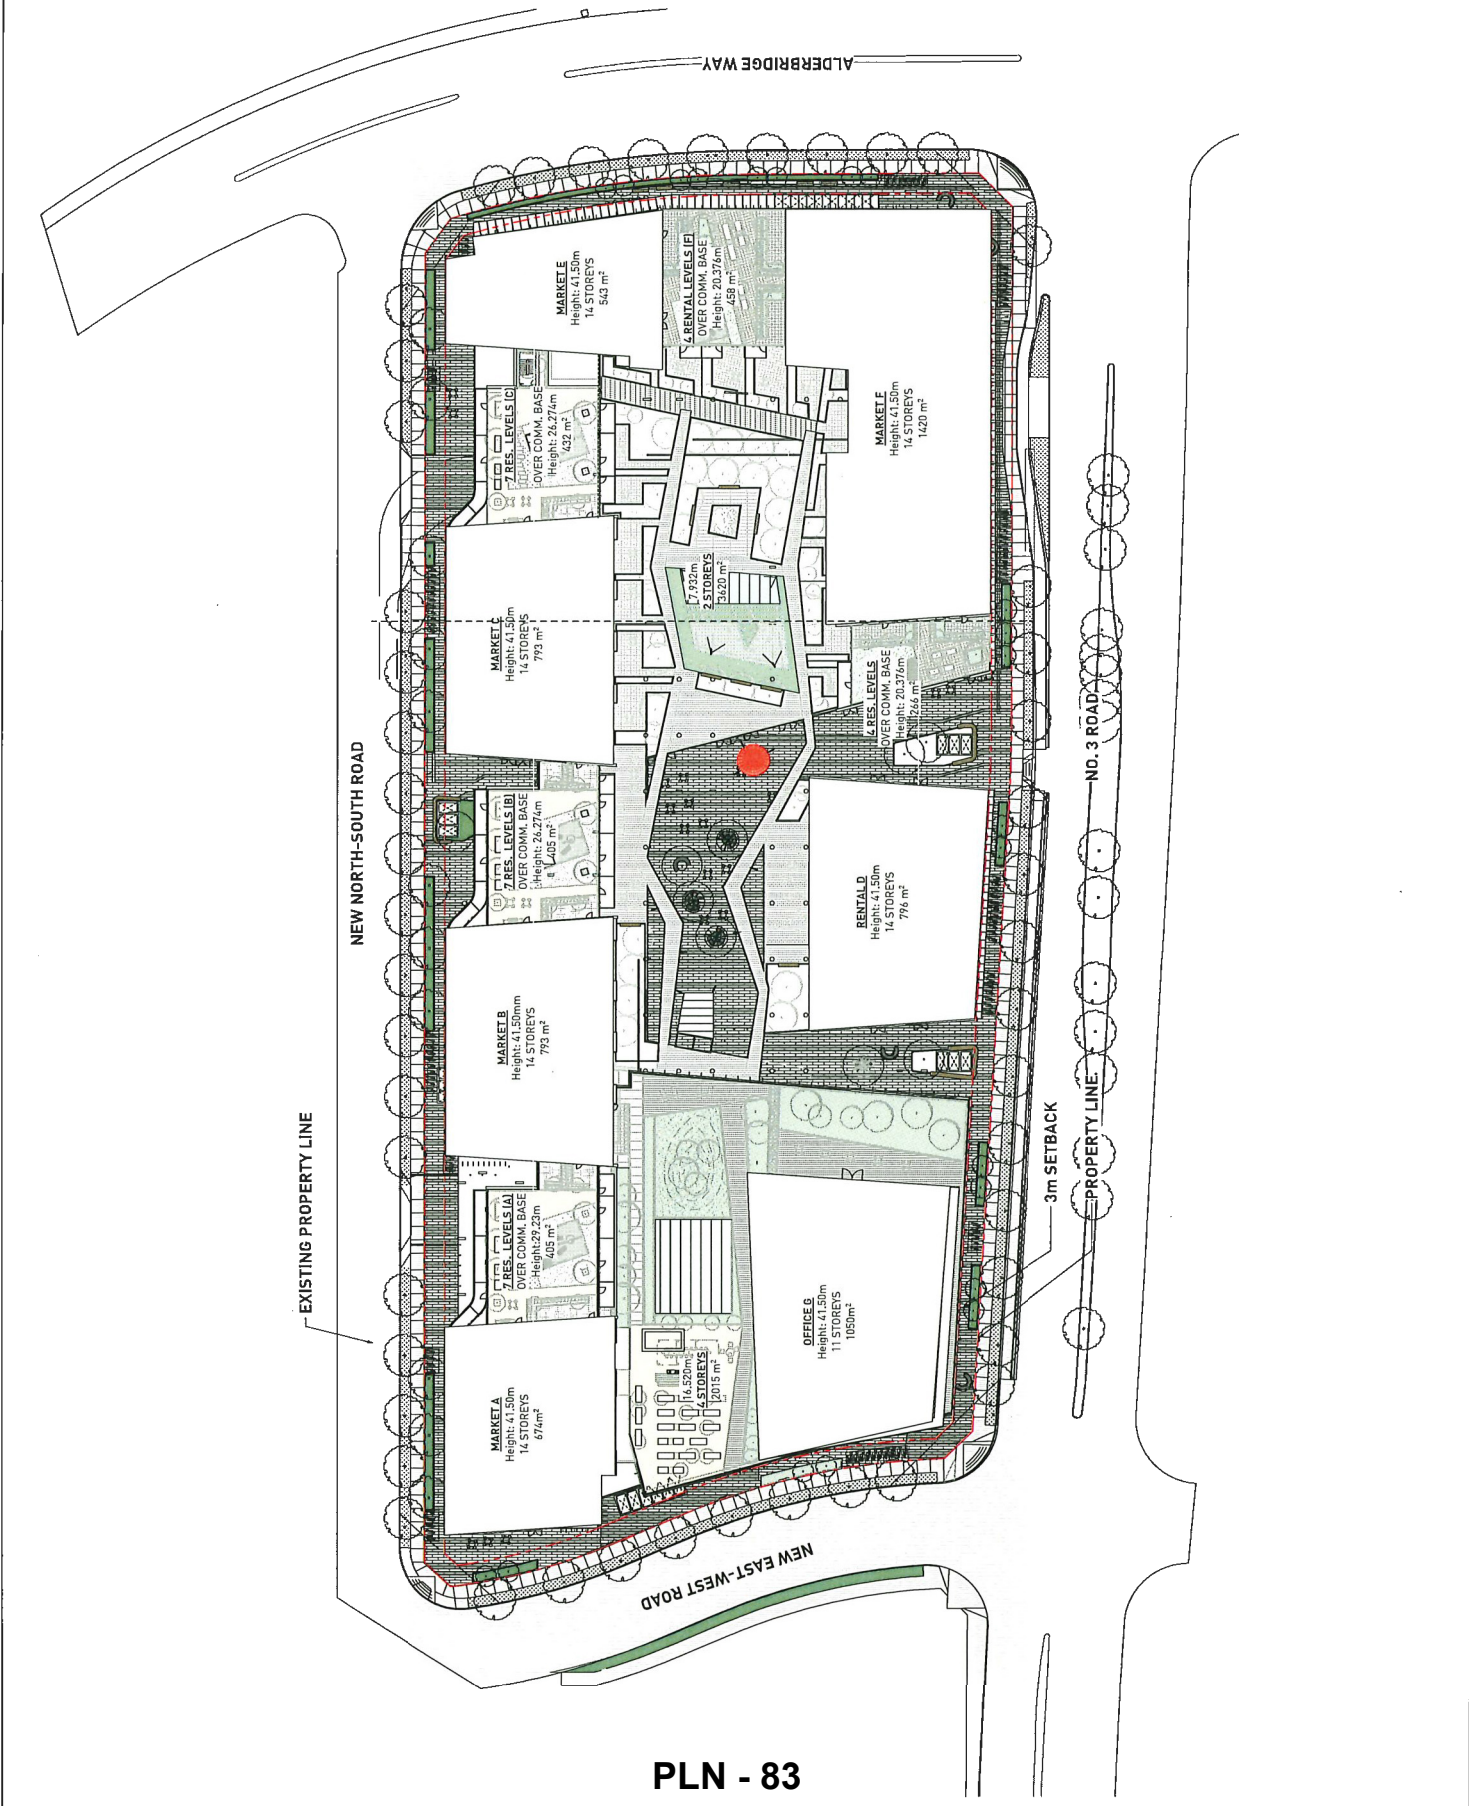 ALDERBRIDGE WAY
MARKET E
Height: 41.50m
14 STOREYS
543 m²
4 RENTAL LEVELS (F)
OVER COMM. BASE
Height: 20.376m
458 m²
MARKET F
Height: 41.50m
14 STOREYS
1420 m²
7 RES. LEVELS (C)
OVER COMM. BASE
Height: 26.274m
432 m²
7.932m
2 STOREYS
3620 m²
MARKET C
Height: 41.50m
14 STOREYS
793 m²
4 RES. LEVELS
OVER COMM. BASE
Height: 20.376m
266 m²
NEW NORTH-SOUTH ROAD
NO. 3 ROAD
7 RES. LEVELS (B)
OVER COMM. BASE
Height: 26.274m
405 m²
RENTAL D
Height: 41.50m
14 STOREYS
796 m²
MARKET B
Height: 41.50mm
14 STOREYS
793 m²
EXISTING PROPERTY LINE
3m SETBACK
PROPERTY LINE
7 RES. LEVELS (A)
OVER COMM. BASE
Height:29.23m
405 m²
OFFICE G
Height: 41.50m
11 STOREYS
1050m²
16.520m
4 STOREYS
2015 m²
MARKET A
Height: 41.50m
14 STOREYS
674m²
NEW EAST-WEST ROAD
PLN - 83